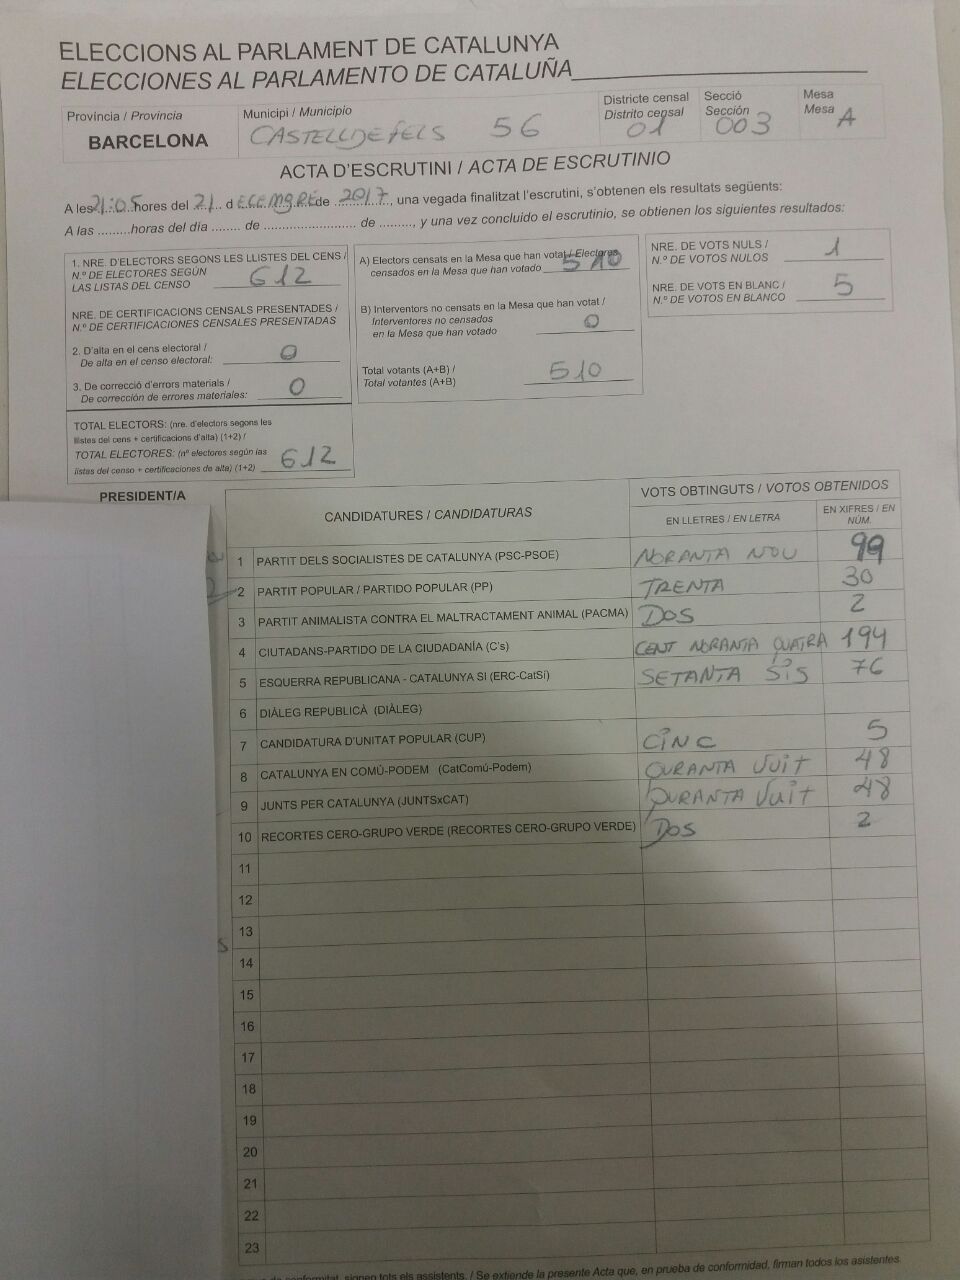 ELECCIONS AL PARLAMENT DE CATALUNYA
ELECCIONES AL PARLAMENTO DE CATALUÑA
Província / Provincia
BARCELONA
Municipi / Municipio
CASTELLDEFELS 56
Districte censal
Distrito censal
01
Secció
Sección
003
Mesa
Mesa A
ACTA D'ESCRUTINI / ACTA DE ESCRUTINIO
A les 21:05 hores del 21 d ECEMBRE de 2017, una vegada finalitzat l'escrutini, s'obtenen els resultats següents:
A las .........horas del día ........ de ......................... de ........., y una vez concluido el escrutinio, se obtienen los siguientes resultados:
1. NRE. D'ELECTORS SEGONS LES LLISTES DEL CENS /
N.º DE ELECTORES SEGÚN
LAS LISTAS DEL CENSO 612
NRE. DE CERTIFICACIONS CENSALS PRESENTADES /
N.º DE CERTIFICACIONES CENSALES PRESENTADAS
2. D'alta en el cens electoral /
De alta en el censo electoral: 0
3. De correcció d'errors materials /
De corrección de errores materiales: 0
TOTAL ELECTORS: (nre. d'electors segons les
llistes del cens + certificacions d'alta) (1+2) /
TOTAL ELECTORES: (nº electores según las
listas del censo + certificaciones de alta) (1+2) 612
A) Electors censats en la Mesa que han votat / Electores
censados en la Mesa que han votado 510
B) Interventors no censats en la Mesa que han votat /
Interventores no censados
en la Mesa que han votado 0
Total votants (A+B) /
Total votantes (A+B) 510
NRE. DE VOTS NULS /
N.º DE VOTOS NULOS 1
NRE. DE VOTS EN BLANC /
N.º DE VOTOS EN BLANCO 5
PRESIDENT/A
CANDIDATURES / CANDIDATURAS
VOTS OBTINGUTS / VOTOS OBTENIDOS
EN LLETRES / EN LETRA
EN XIFRES / EN NÚM.
1 PARTIT DELS SOCIALISTES DE CATALUNYA (PSC-PSOE) NORANTA NOU 99
2 PARTIT POPULAR / PARTIDO POPULAR (PP) TRENTA 30
3 PARTIT ANIMALISTA CONTRA EL MALTRACTAMENT ANIMAL (PACMA) DOS 2
4 CIUTADANS-PARTIDO DE LA CIUDADANÍA (C's) CENT NORANTA QUATRA 194
5 ESQUERRA REPUBLICANA - CATALUNYA SI (ERC-CatSí) SETANTA SiS 76
6 DIÀLEG REPUBLICÀ (DIÀLEG)
7 CANDIDATURA D'UNITAT POPULAR (CUP) CiNC 5
8 CATALUNYA EN COMÚ-PODEM (CatComú-Podem) QURANTA VUiT 48
9 JUNTS PER CATALUNYA (JUNTSxCAT) QURANTA VUiT 48
10 RECORTES CERO-GRUPO VERDE (RECORTES CERO-GRUPO VERDE) DOS 2
11
12
13
14
15
16
17
18
19
20
21
22
23
conformitat, signen tots els assistents. / Se extiende la presente Acta que, en prueba de conformidad, firman todos los asistentes.